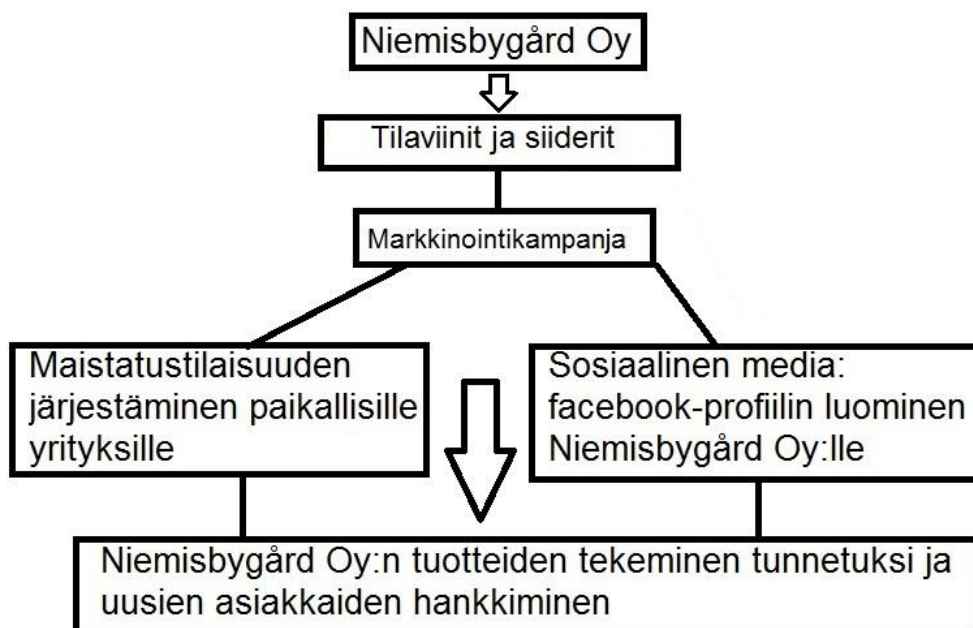 Niemisbygård Oy
Tilaviinit ja siiderit
Markkinointikampanja
Maistatustilaisuuden
järjestäminen paikallisille
yrityksille
Sosiaalinen media:
facebook-profiilin luominen
Niemisbygård Oy:lle
Niemisbygård Oy:n tuotteiden tekeminen tunnetuksi ja
uusien asiakkaiden hankkiminen